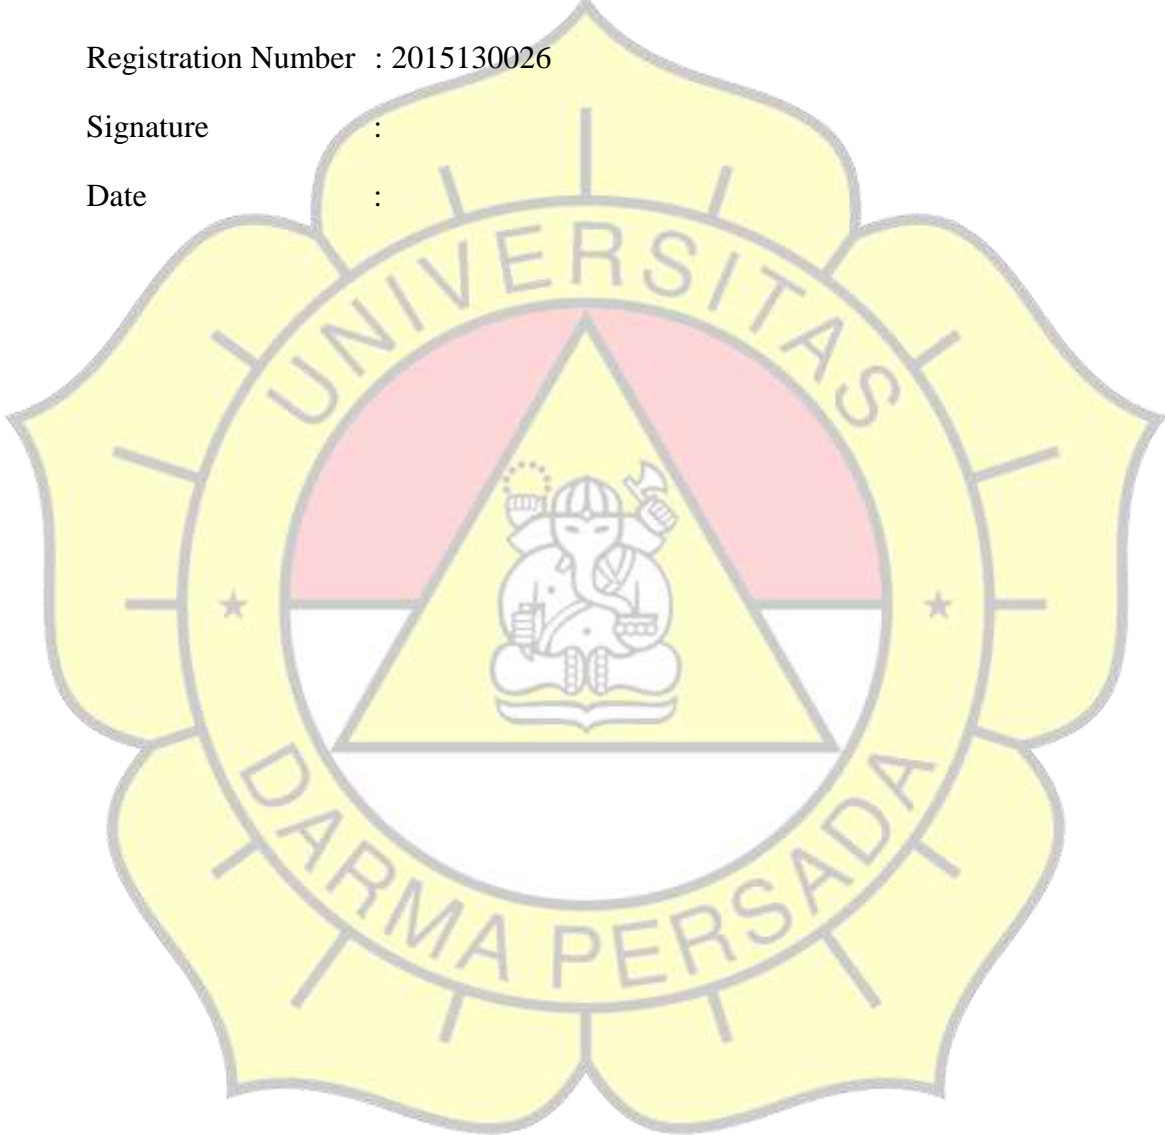 Registration Number : 2015130026
Signature :
Date :
UNIVERSITAS
DARMA PERSADA